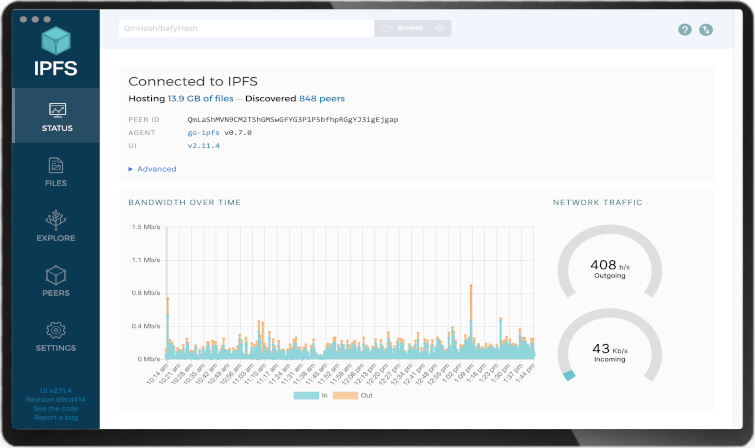 QmHash/bafyHash
Browse
IPFS
STATUS
FILES
EXPLORE
PEERS
SETTINGS
UI v2.11.4
Revision 69cd414
See the code
Report a bug
Connected to IPFS
Hosting 13.9 GB of files — Discovered 848 peers
PEER ID QmLaShMVN9CM2TShGMSwGfYG3P1PSbfhpRGgYJ3igEjgap
AGENT go-ipfs v0.7.0
UI v2.11.4
▶ Advanced
BANDWIDTH OVER TIME
1.5 Mb/s
1.1 Mb/s
0.8 Mb/s
0.4 Mb/s
0 Mb/s
10:14 am
10:21 am
10:28 am
10:35 am
10:42 am
10:49 am
10:56 am
11:03 am
11:10 am
11:17 am
11:24 am
11:31 am
11:38 am
11:45 am
11:52 am
11:59 am
12:06 pm
12:13 pm
12:20 pm
12:27 pm
12:34 pm
12:41 pm
12:48 pm
12:55 pm
1:02 pm
1:09 pm
1:16 pm
1:23 pm
1:30 pm
1:37 pm
1:44 pm
In Out
NETWORK TRAFFIC
408 b/s
Outgoing
43 Kb/s
Incoming